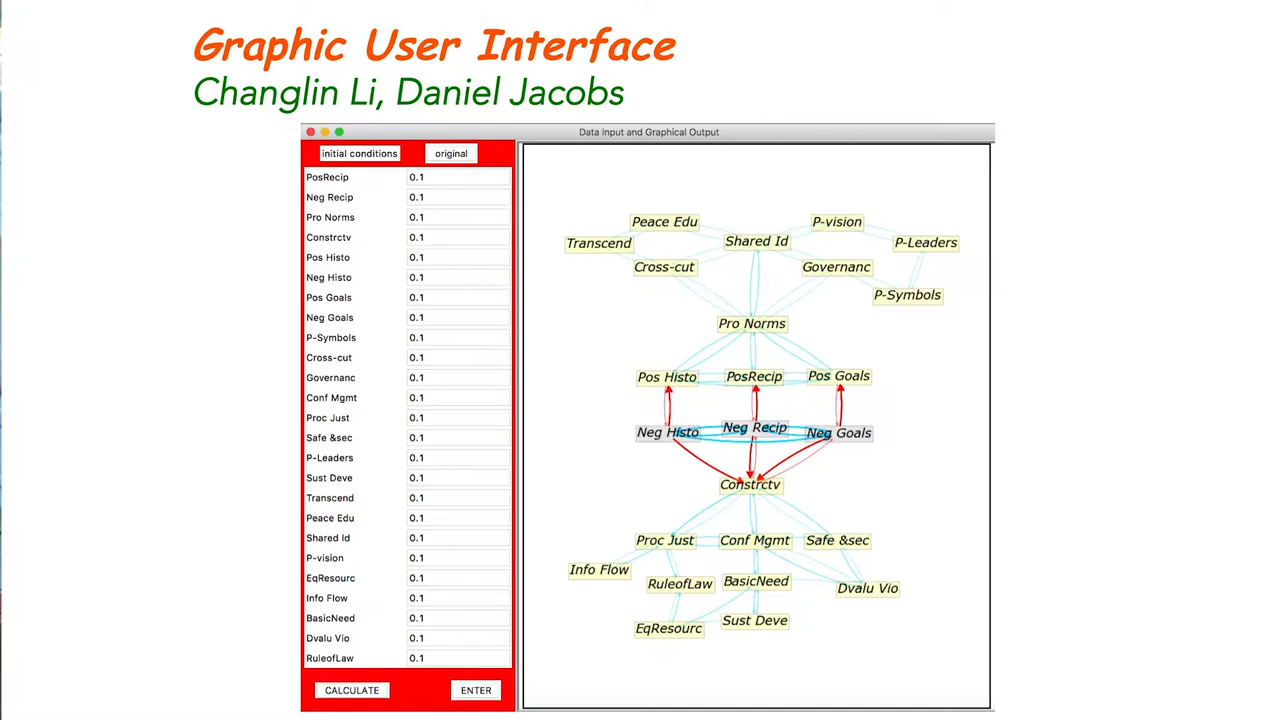 Graphic User Interface
Changlin Li, Daniel Jacobs
Data Input and Graphical Output
initial conditions original
PosRecip 0.1
Neg Recip 0.1
Pro Norms 0.1
Constrctv 0.1
Pos Histo 0.1
Neg Histo 0.1
Pos Goals 0.1
Neg Goals 0.1
P-Symbols 0.1
Cross-cut 0.1
Governanc 0.1
Conf Mgmt 0.1
Proc Just 0.1
Safe &sec 0.1
P-Leaders 0.1
Sust Deve 0.1
Transcend 0.1
Peace Edu 0.1
Shared Id 0.1
P-vision 0.1
EqResourc 0.1
Info Flow 0.1
BasicNeed 0.1
Dvalu Vio 0.1
RuleofLaw 0.1
CALCULATE ENTER
Peace Edu P-vision
Transcend Shared Id P-Leaders
Cross-cut Governanc
P-Symbols
Pro Norms
Pos Histo PosRecip Pos Goals
Neg Histo Neg Recip Neg Goals
Constrctv
Proc Just Conf Mgmt Safe &sec
Info Flow
RuleofLaw BasicNeed Dvalu Vio
EqResourc Sust Deve